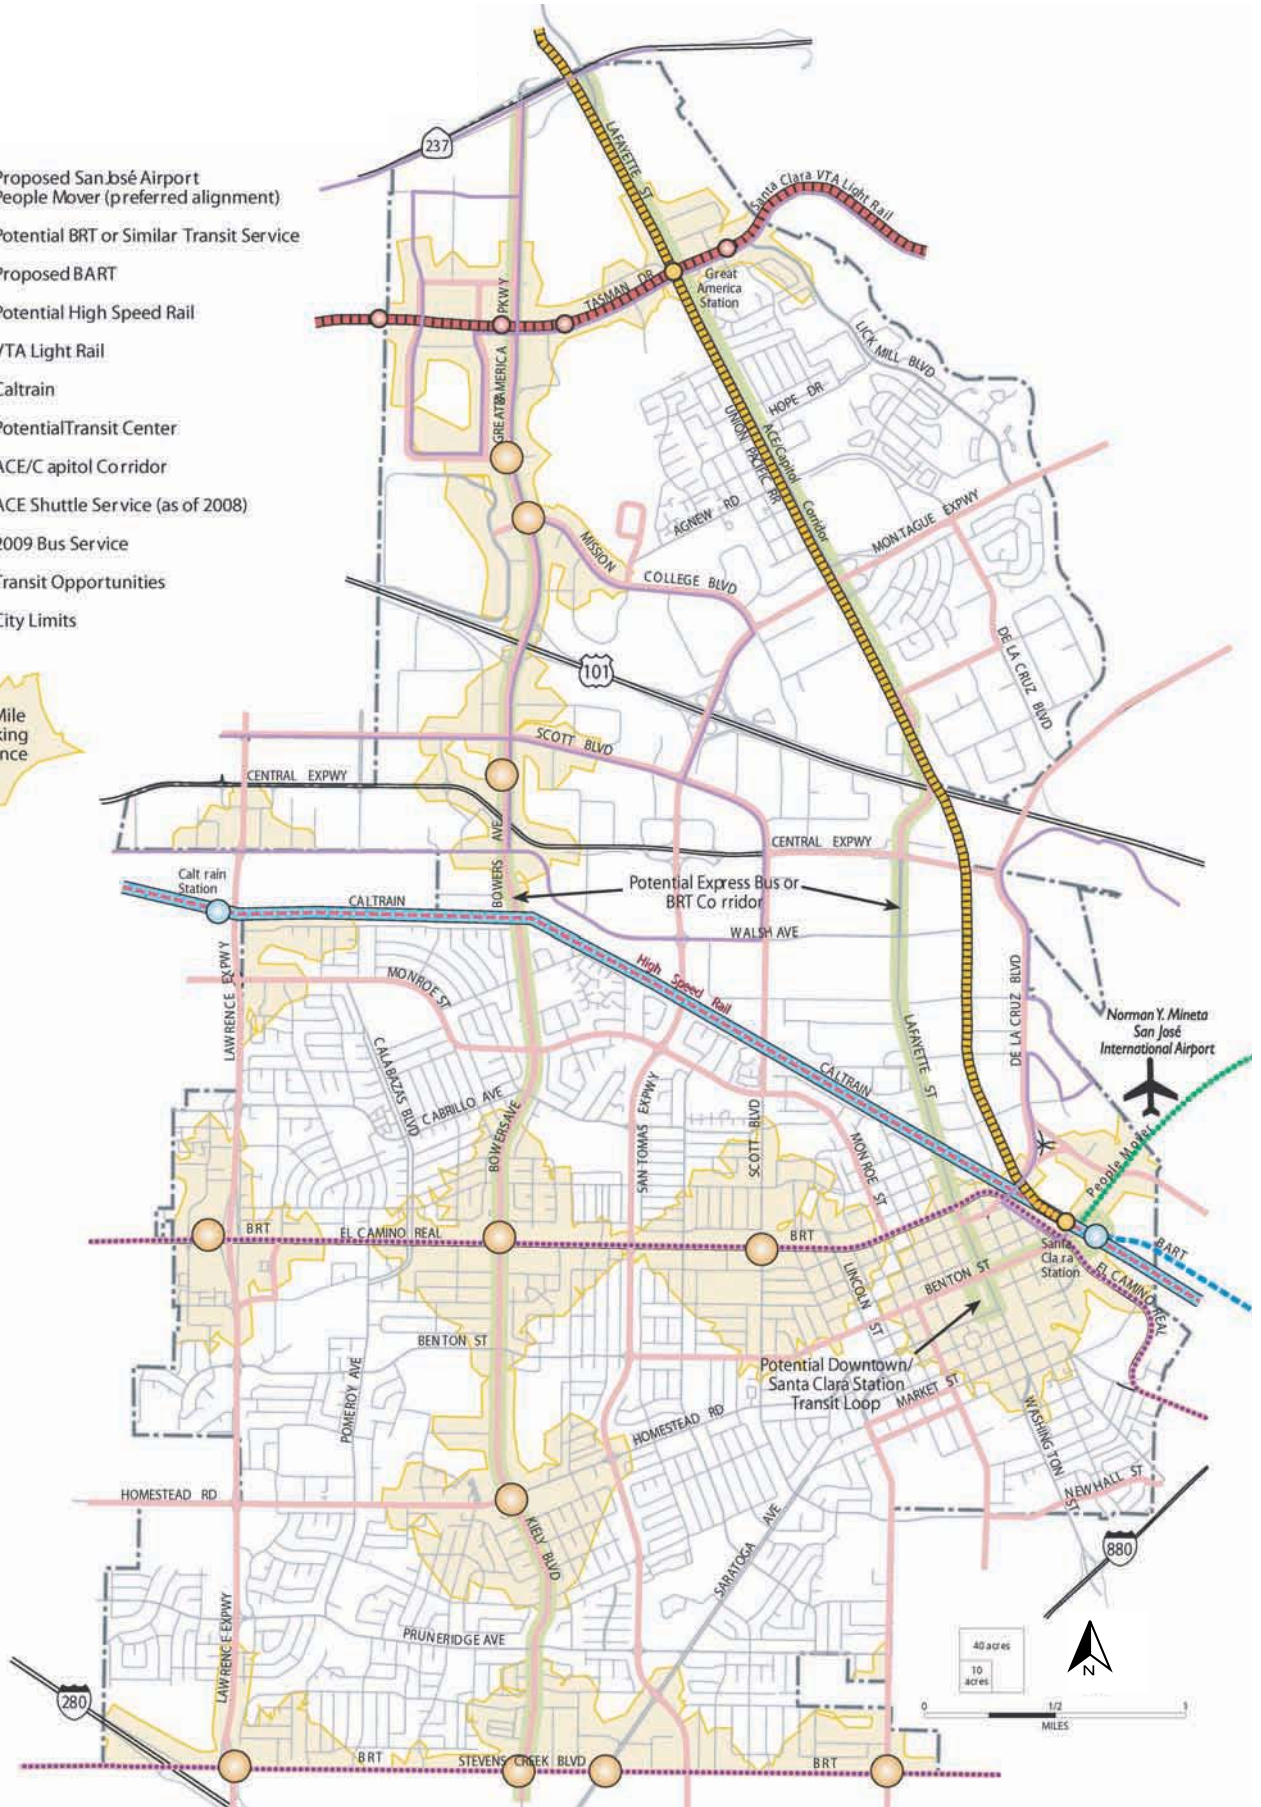 Proposed San José Airport
People Mover (preferred alignment)
Potential BRT or Similar Transit Service
Proposed BART
Potential High Speed Rail
VTA Light Rail
Caltrain
Potential Transit Center
ACE/Capitol Corridor
ACE Shuttle Service (as of 2008)
2009 Bus Service
Transit Opportunities
City Limits
237
LAFAYETTE ST
Santa Clara VTA Light Rail
TASMAN DR
Great
America
Station
GREAT AMERICA PKWY
LICK MILL BLVD
HOPE DR
UNION PACIFIC RR
ACE/Capitol Corridor
AGNEW RD
MONTAGUE EXPWY
MISSION COLLEGE BLVD
DE LA CRUZ BLVD
101
SCOTT BLVD
CENTRAL EXPWY
CENTRAL EXPWY
BOWERS AVE
Potential Express Bus or
BRT Corridor
Calt rain
Station
CALTRAIN
WALSH AVE
High Speed Rail
LAWRENCE EXPWY
MONROE ST
CALABAZAS BLVD
CABRILLO AVE
BOWERS AVE
SAN TOMAS EXPWY
SCOTT BLVD
MONROE ST
CALTRAIN
LAFAYETTE ST
DE LA CRUZ BLVD
Norman Y. Mineta
San José
International Airport
People Mover
BRT
EL CAMINO REAL
BRT
Santa
Clara
Station
BART
EL CAMINO REAL
BENTON ST
LINCOLN ST
BENTON ST
POMEROY AVE
Potential Downtown/
Santa Clara Station
Transit Loop
MARKET ST
HOMESTEAD RD
WASHINGTON ST
NEWHALL ST
HOMESTEAD RD
KIELY BLVD
SARATOGA AVE
880
LAWRENCE EXPWY
PRUNERIDGE AVE
40 acres
10
acres
N
0 1/2 1
MILES
280
BRT
STEVENS CREEK BLVD
BRT